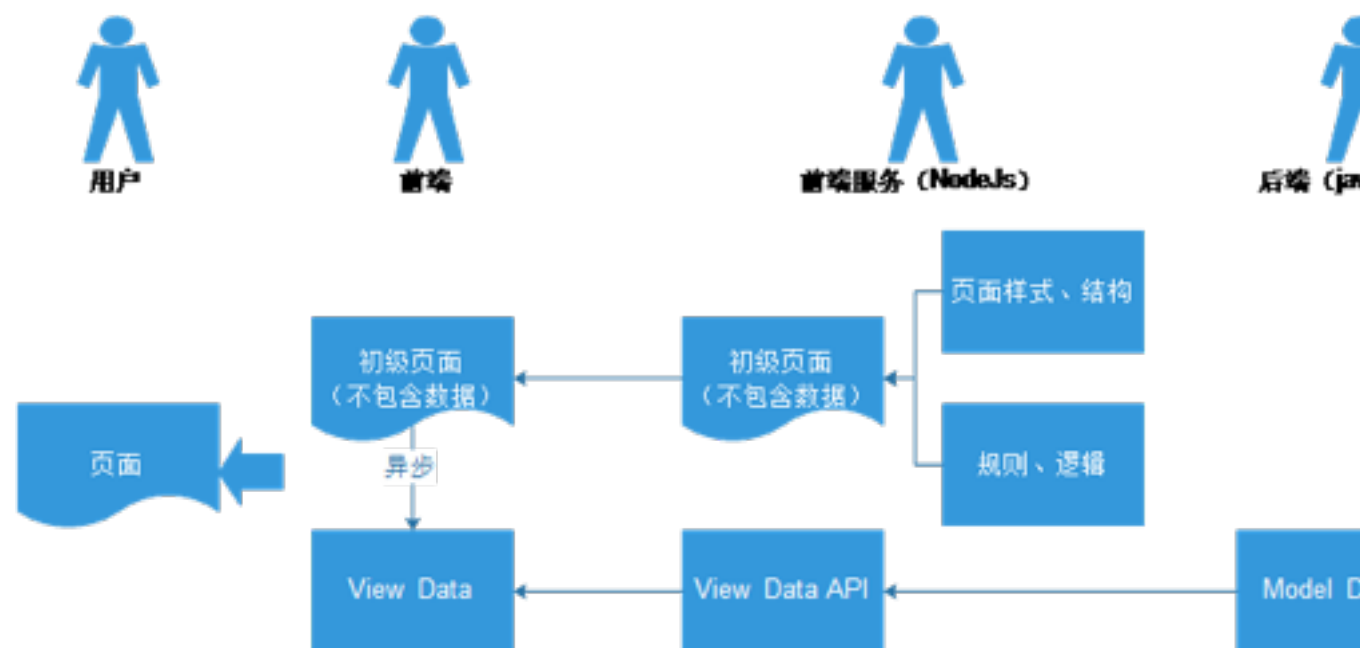 用户
前端
前端服务（NodeJs）
后端（jav
页面样式、结构
初级页面
（不包含数据）
初级页面
（不包含数据）
页面
异步
规则、逻辑
View Data
View Data API
Model D